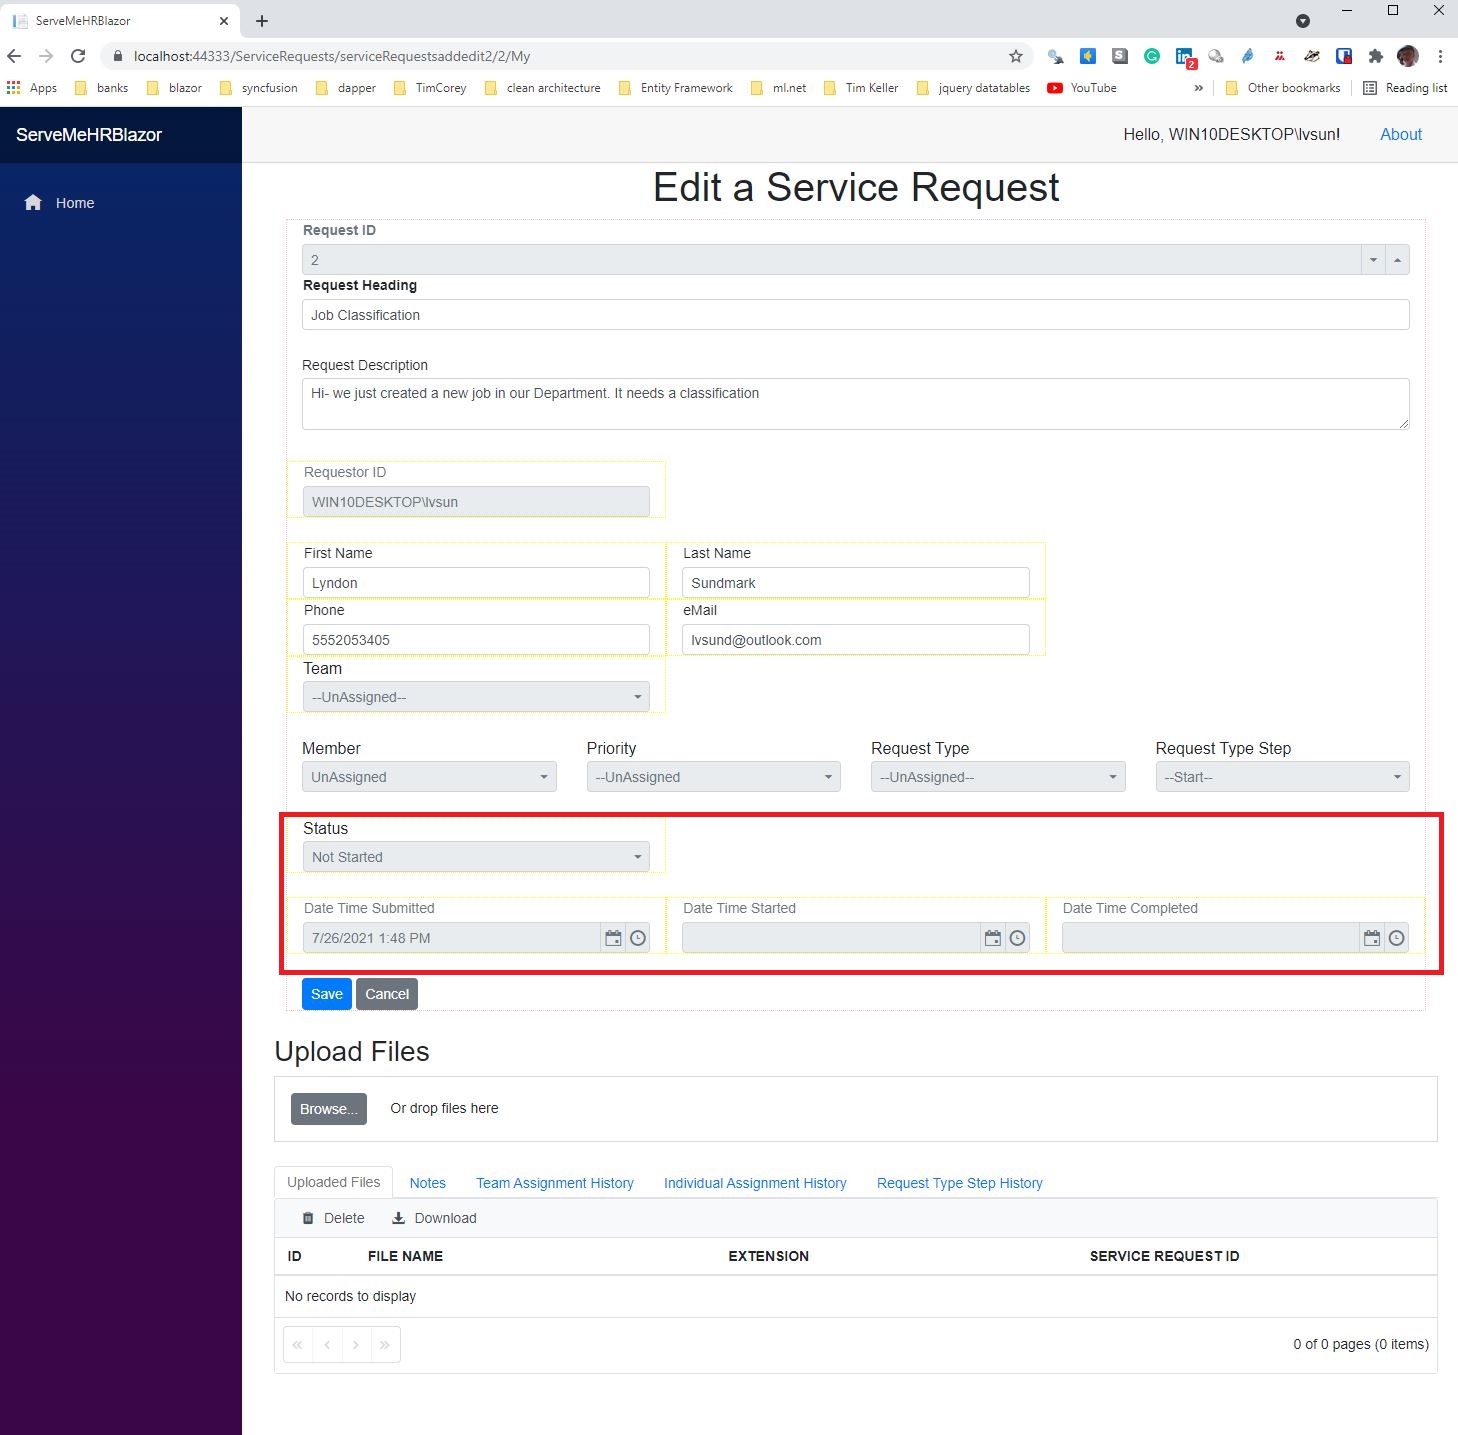 ServeMeHRBlazor
localhost:44333/ServiceRequests/serviceRequestsaddedit2/2/My
2
Apps banks blazor syncfusion dapper TimCorey clean architecture Entity Framework ml.net Tim Keller jquery datatables YouTube » Other bookmarks Reading list
ServeMeHRBlazor
Hello, WIN10DESKTOP\lvsun! About
Home
Edit a Service Request
Request ID
2
Request Heading
Job Classification
Request Description
Hi- we just created a new job in our Department. It needs a classification
Requestor ID
WIN10DESKTOP\lvsun
First Name Last Name
Lyndon Sundmark
Phone eMail
5552053405 lvsund@outlook.com
Team
--UnAssigned--
Member Priority Request Type Request Type Step
UnAssigned --UnAssigned --UnAssigned-- --Start--
Status
Not Started
Date Time Submitted Date Time Started Date Time Completed
7/26/2021 1:48 PM
Save Cancel
Upload Files
Browse... Or drop files here
Uploaded Files Notes Team Assignment History Individual Assignment History Request Type Step History
Delete Download
ID FILE NAME EXTENSION SERVICE REQUEST ID
No records to display
0 of 0 pages (0 items)